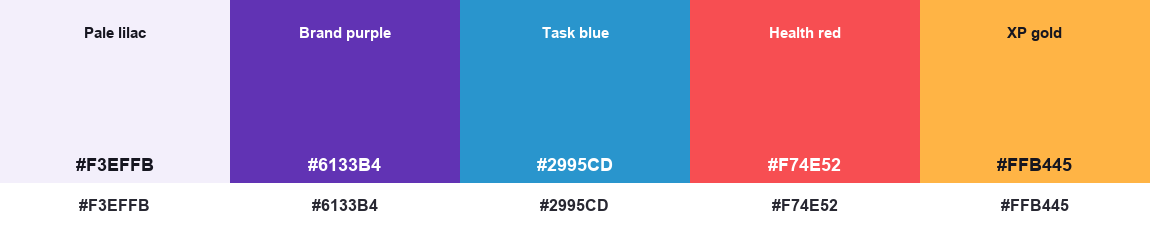 Pale lilac
Brand purple
Task blue
Health red
XP gold
#F3EFFB
#6133B4
#2995CD
#F74E52
#FFB445
#F3EFFB
#6133B4
#2995CD
#F74E52
#FFB445